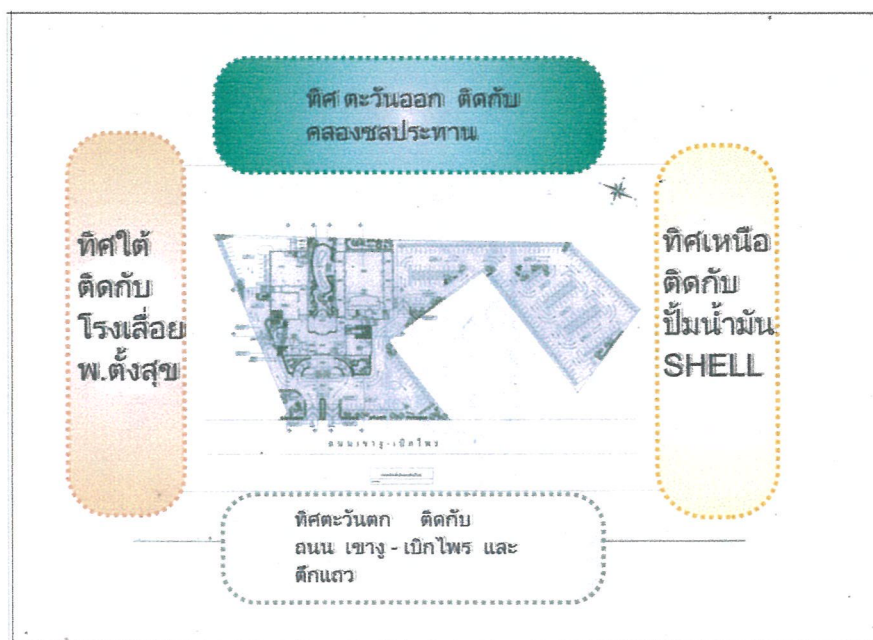 ทิศ ตะวันออก ติดกับ
คลองชลประทาน
ทิศใต้
ติดกับ
โรงเลื่อย
พ.ตั้งสุข
ทิศเหนือ
ติดกับ
ปั้มน้ำมัน
SHELL
ถนนเขางู-เบิกไพร
ทิศตะวันตก ติดกับ
ถนน เขางู - เบิกไพร และ
ตึกแถว